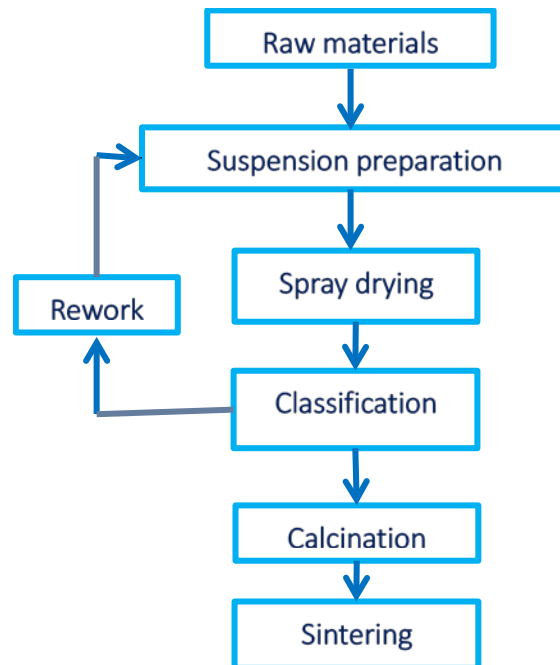 Raw materials
Suspension preparation
Spray drying
Rework
Classification
Calcination
Sintering